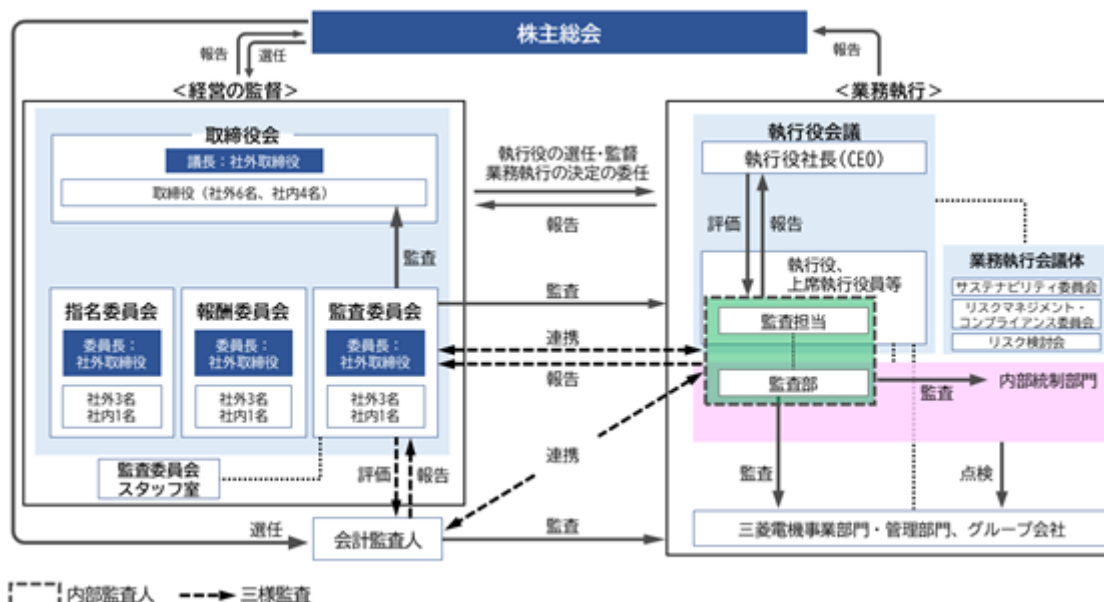 株主総会
報告
選任
報告
＜経営の監督＞
＜業務執行＞
取締役会
議長：社外取締役
取締役（社外6名、社内4名）
執行役の選任・監督
業務執行の決定の委任
報告
執行役会議
執行役社長(CEO)
評価
報告
監査
業務執行会議体
サステナビリティ委員会
リスクマネジメント・
コンプライアンス委員会
リスク検討会
執行役、
上席執行役員等
指名委員会
委員長：
社外取締役
社外3名
社内1名
報酬委員会
委員長：
社外取締役
社外3名
社内1名
監査委員会
委員長：
社外取締役
社外3名
社内1名
監査
連携
報告
監査担当
監査部
監査
内部統制部門
監査委員会
スタッフ室
評価
報告
連携
監査
点検
選任
会計監査人
監査
三菱電機事業部門・管理部門、グループ会社
内部監査人
三様監査